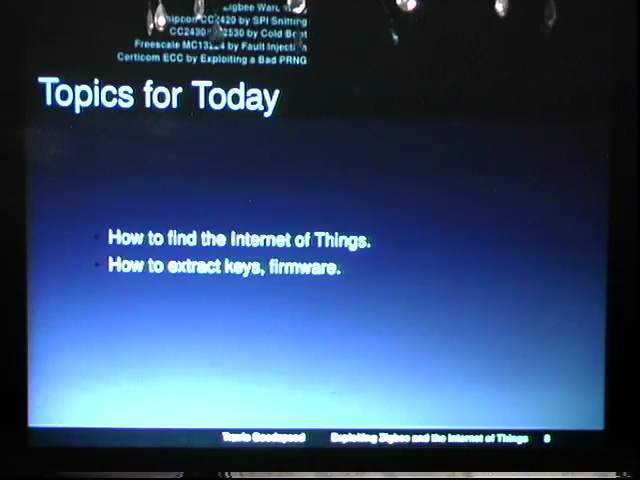 Zigbee
Chipcon CC2420 by SPI Sniffing
CC2430 2530 by Cold Boot
Freescale MC13224 by Fault Injection
Certicom ECC by Exploiting a Bad PRNG
Topics for Today
How to find the Internet of Things.
How to extract keys, firmware.
Travis Goodspeed Exploiting Zigbee and the Internet of Things